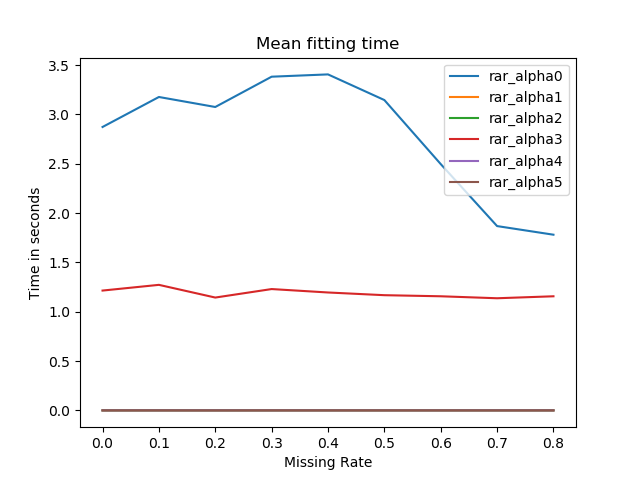 Mean fitting time
3.5
3.0
2.5
2.0
1.5
1.0
0.5
0.0
Time in seconds
rar_alpha0
rar_alpha1
rar_alpha2
rar_alpha3
rar_alpha4
rar_alpha5
0.0 0.1 0.2 0.3 0.4 0.5 0.6 0.7 0.8
Missing Rate